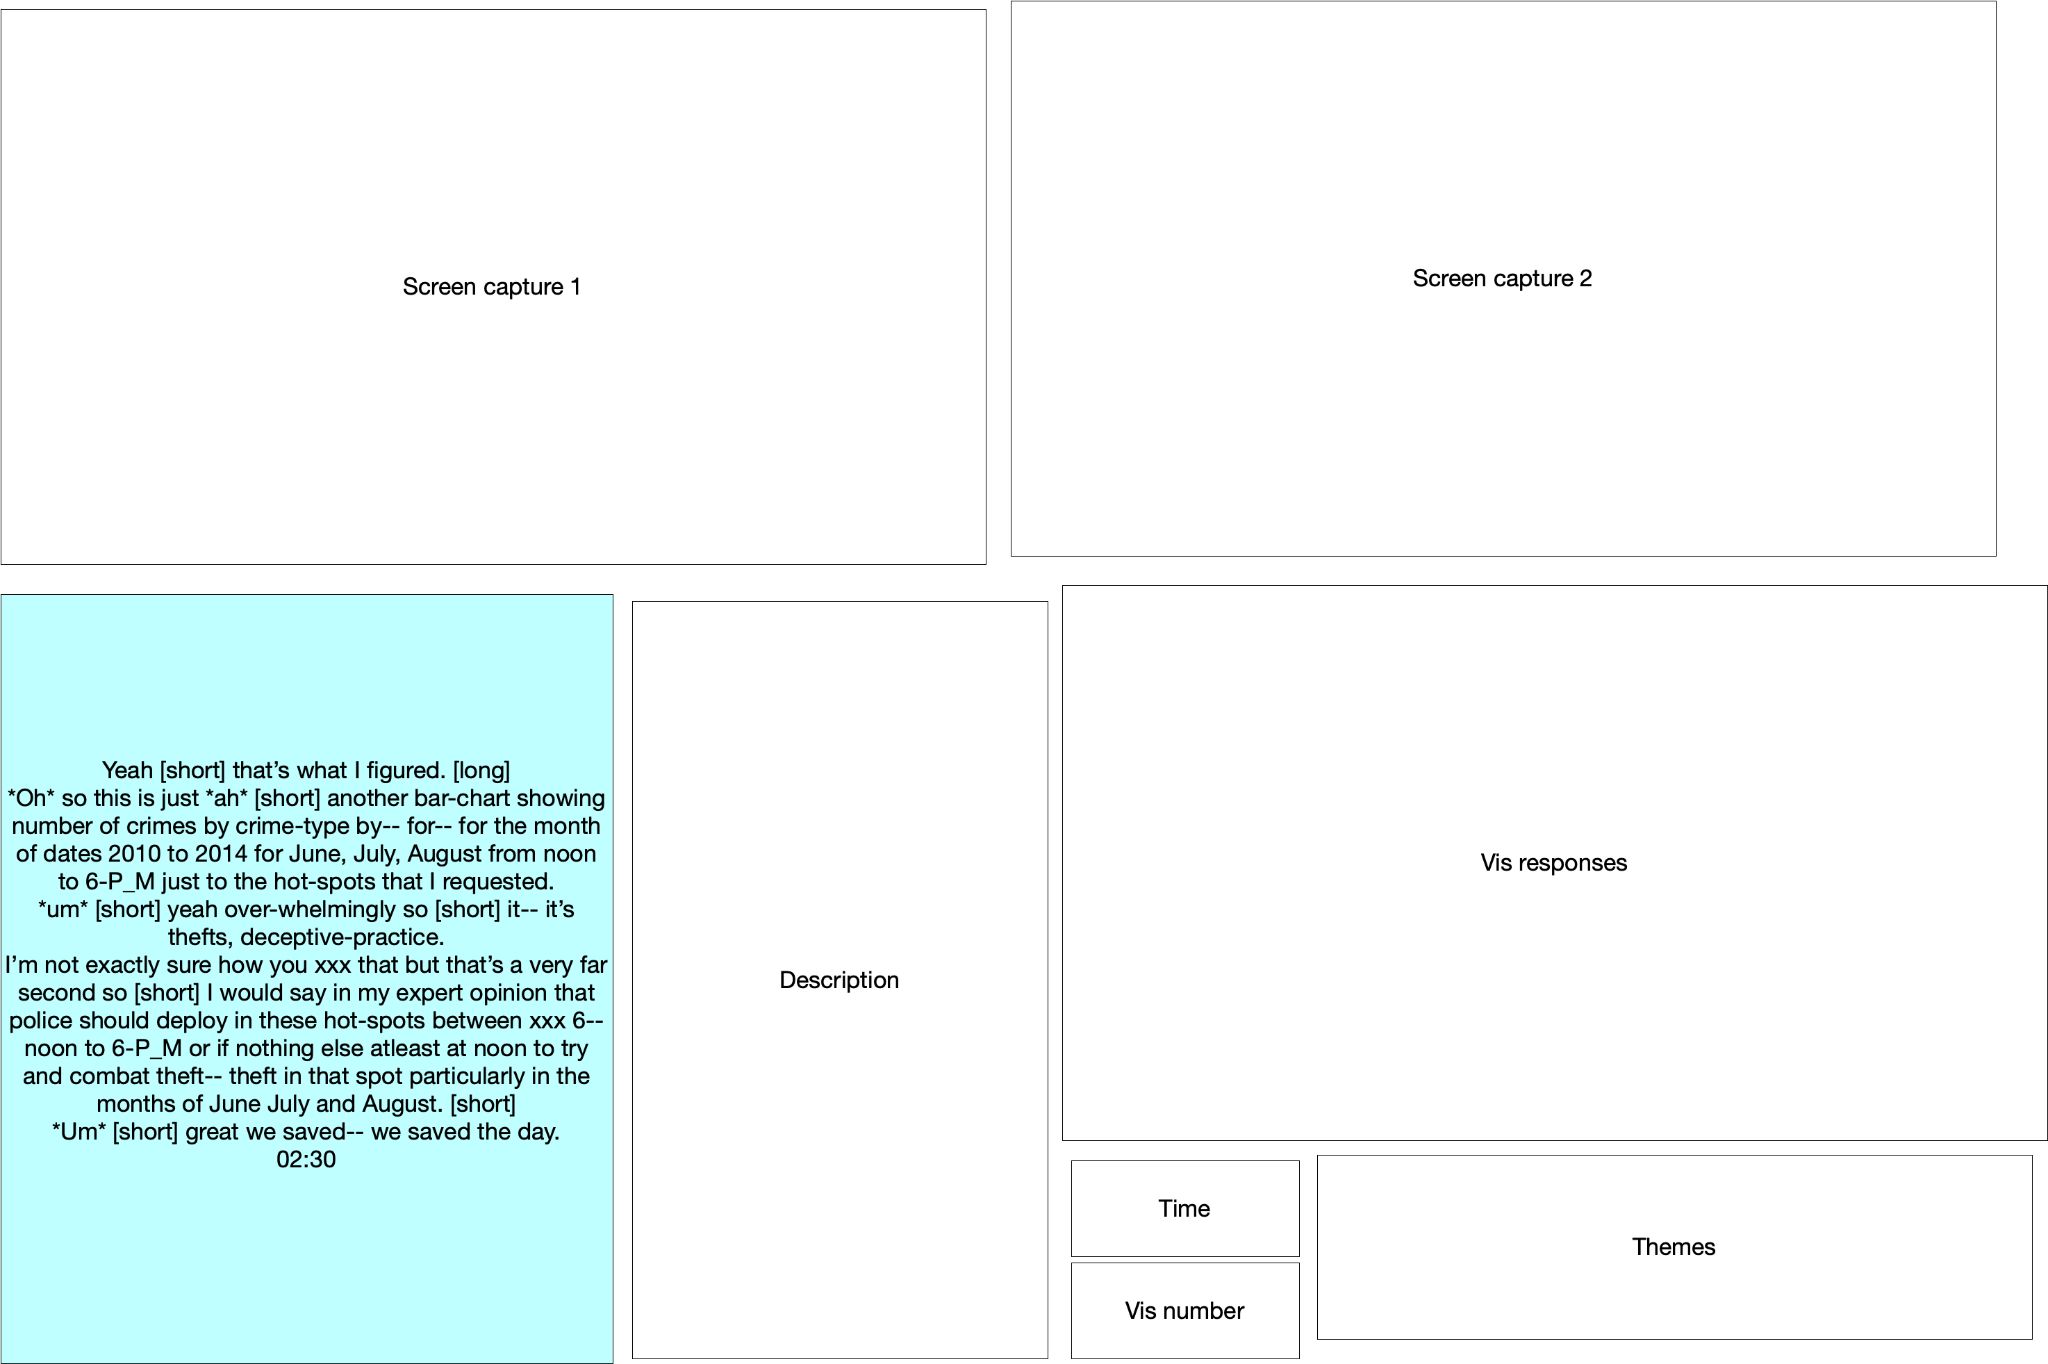 Screen capture 1
Screen capture 2
Yeah [short] that’s what I figured. [long]
*Oh* so this is just *ah* [short] another bar-chart showing
number of crimes by crime-type by-- for-- for the month
of dates 2010 to 2014 for June, July, August from noon
to 6-P_M just to the hot-spots that I requested.
*um* [short] yeah over-whelmingly so [short] it-- it’s
thefts, deceptive-practice.
I’m not exactly sure how you xxx that but that’s a very far
second so [short] I would say in my expert opinion that
police should deploy in these hot-spots between xxx 6--
noon to 6-P_M or if nothing else atleast at noon to try
and combat theft-- theft in that spot particularly in the
months of June July and August. [short]
*Um* [short] great we saved-- we saved the day.
02:30
Description
Vis responses
Time
Vis number
Themes